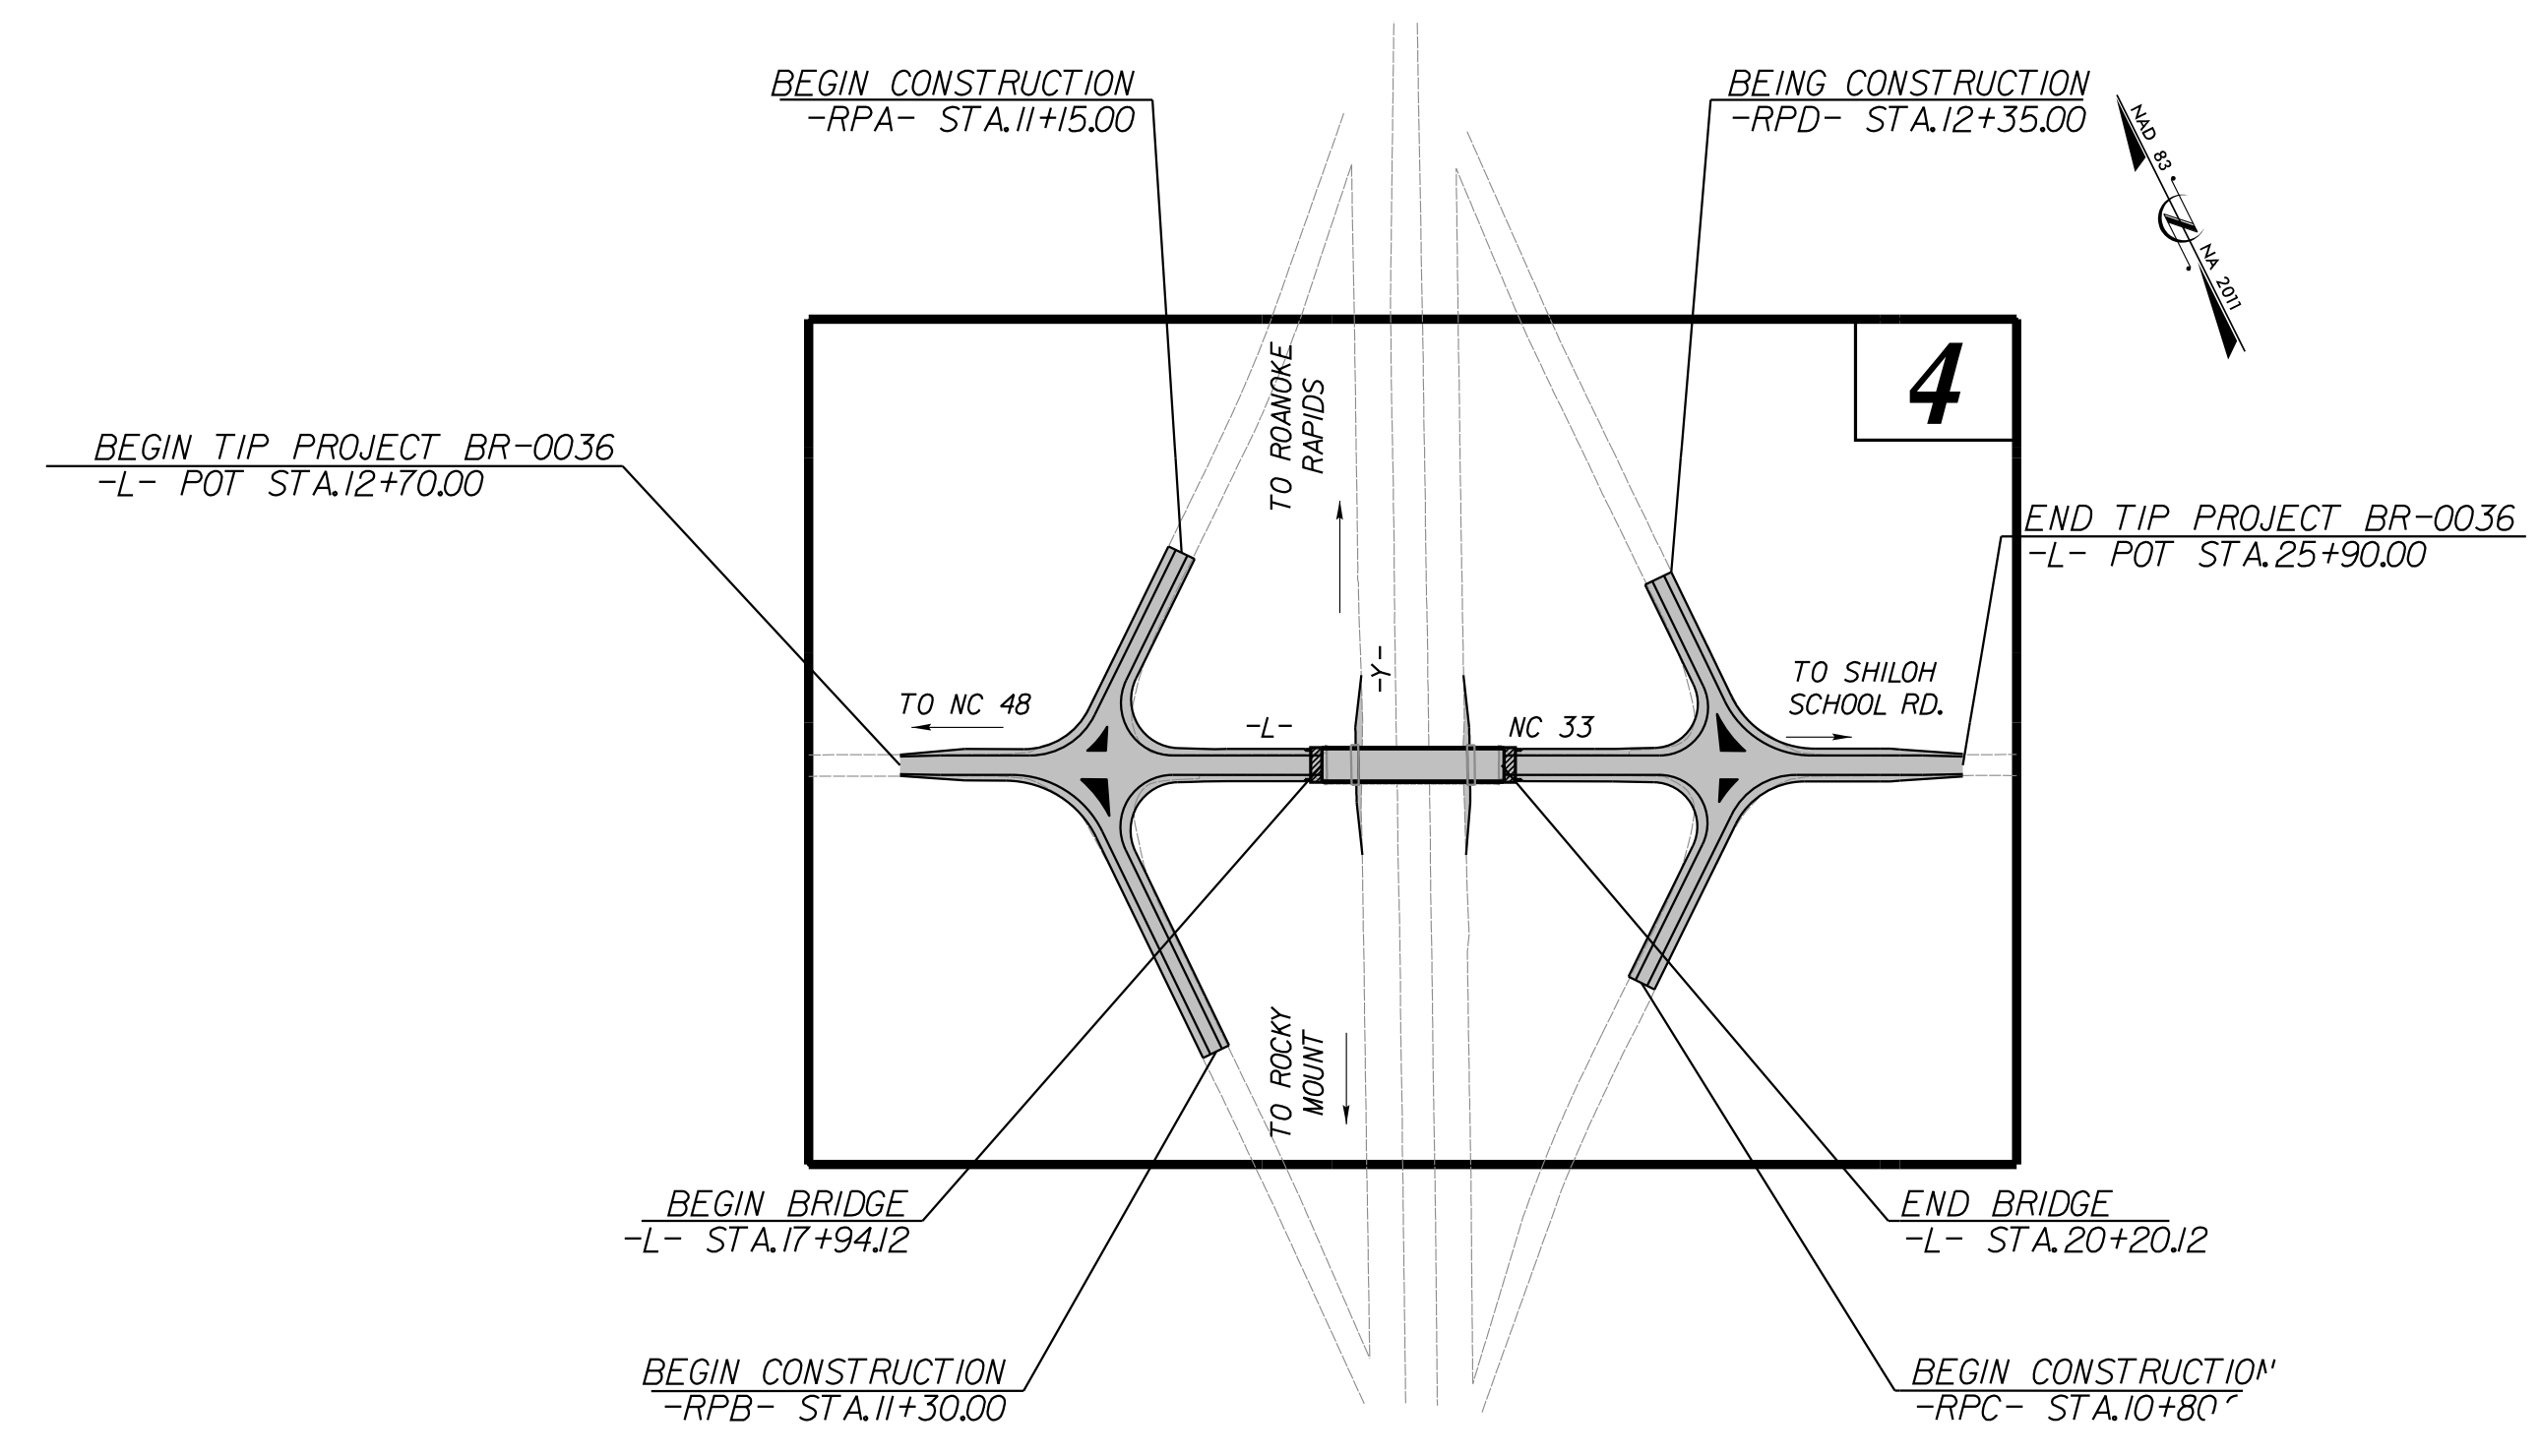 BEGIN CONSTRUCTION
-RPA- STA.11+15.00
BEING CONSTRUCTION
-RPD- STA.12+35.00
NAD 83
NA 2011
4
BEGIN TIP PROJECT BR-0036
-L- POT STA.12+70.00
TO ROANOKE
RAPIDS
END TIP PROJECT BR-0036
-L- POT STA.25+90.00
TO NC 48
-L-
-Y-
NC 33
TO SHILOH
SCHOOL RD.
TO ROCKY
MOUNT
BEGIN BRIDGE
-L- STA.17+94.12
END BRIDGE
-L- STA.20+20.12
BEGIN CONSTRUCTION
-RPB- STA.11+30.00
BEGIN CONSTRUCTION
-RPC- STA.10+80